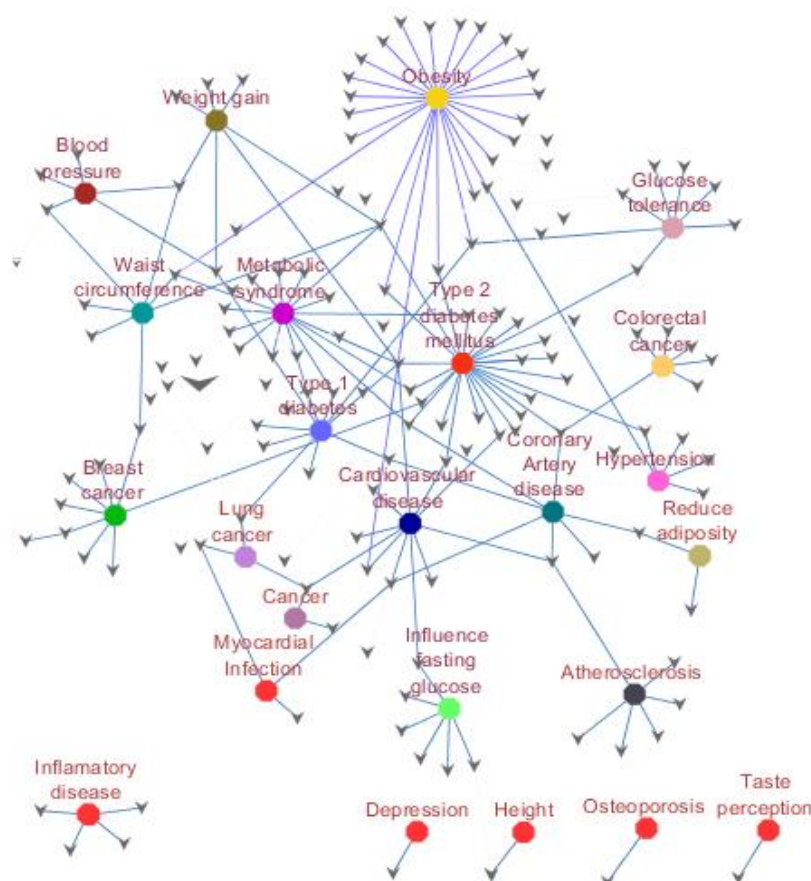 Obesity
Weight gain
Blood
pressure
Glucose
tolerance
Waist
circumference
Metabolic
syndrome
Type 2
diabetes
mellitus
Colorectal
cancer
Type 1
diabetes
Breast
cancer
Cardiovascular
disease
Coronary
Artery
disease
Hypertension
Reduce
adiposity
Lung
cancer
Cancer
Myocardial
Infection
Influence
fasting
glucose
Atherosclerosis
Inflamatory
disease
Depression
Height
Osteoporosis
Taste
perception